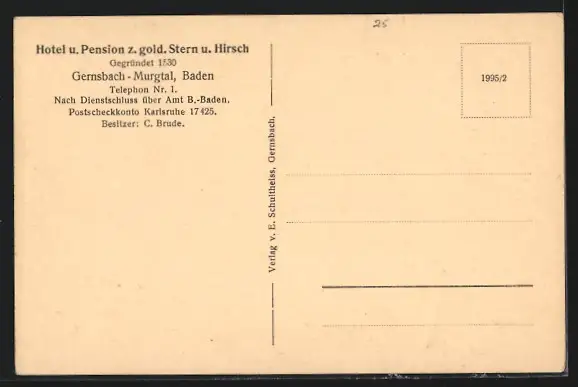 25
Hotel u. Pension z. gold. Stern u. Hirsch
Gegründet 1530
Gernsbach - Murgtal, Baden
Telephon Nr. 1.
Nach Dienstschluss über Amt B,-Baden.
Postscheckkonto Karlsruhe 17425.
Besitzer: C. Brude.
Verlag v. E. Schultheiss, Gernsbach.
1995/2